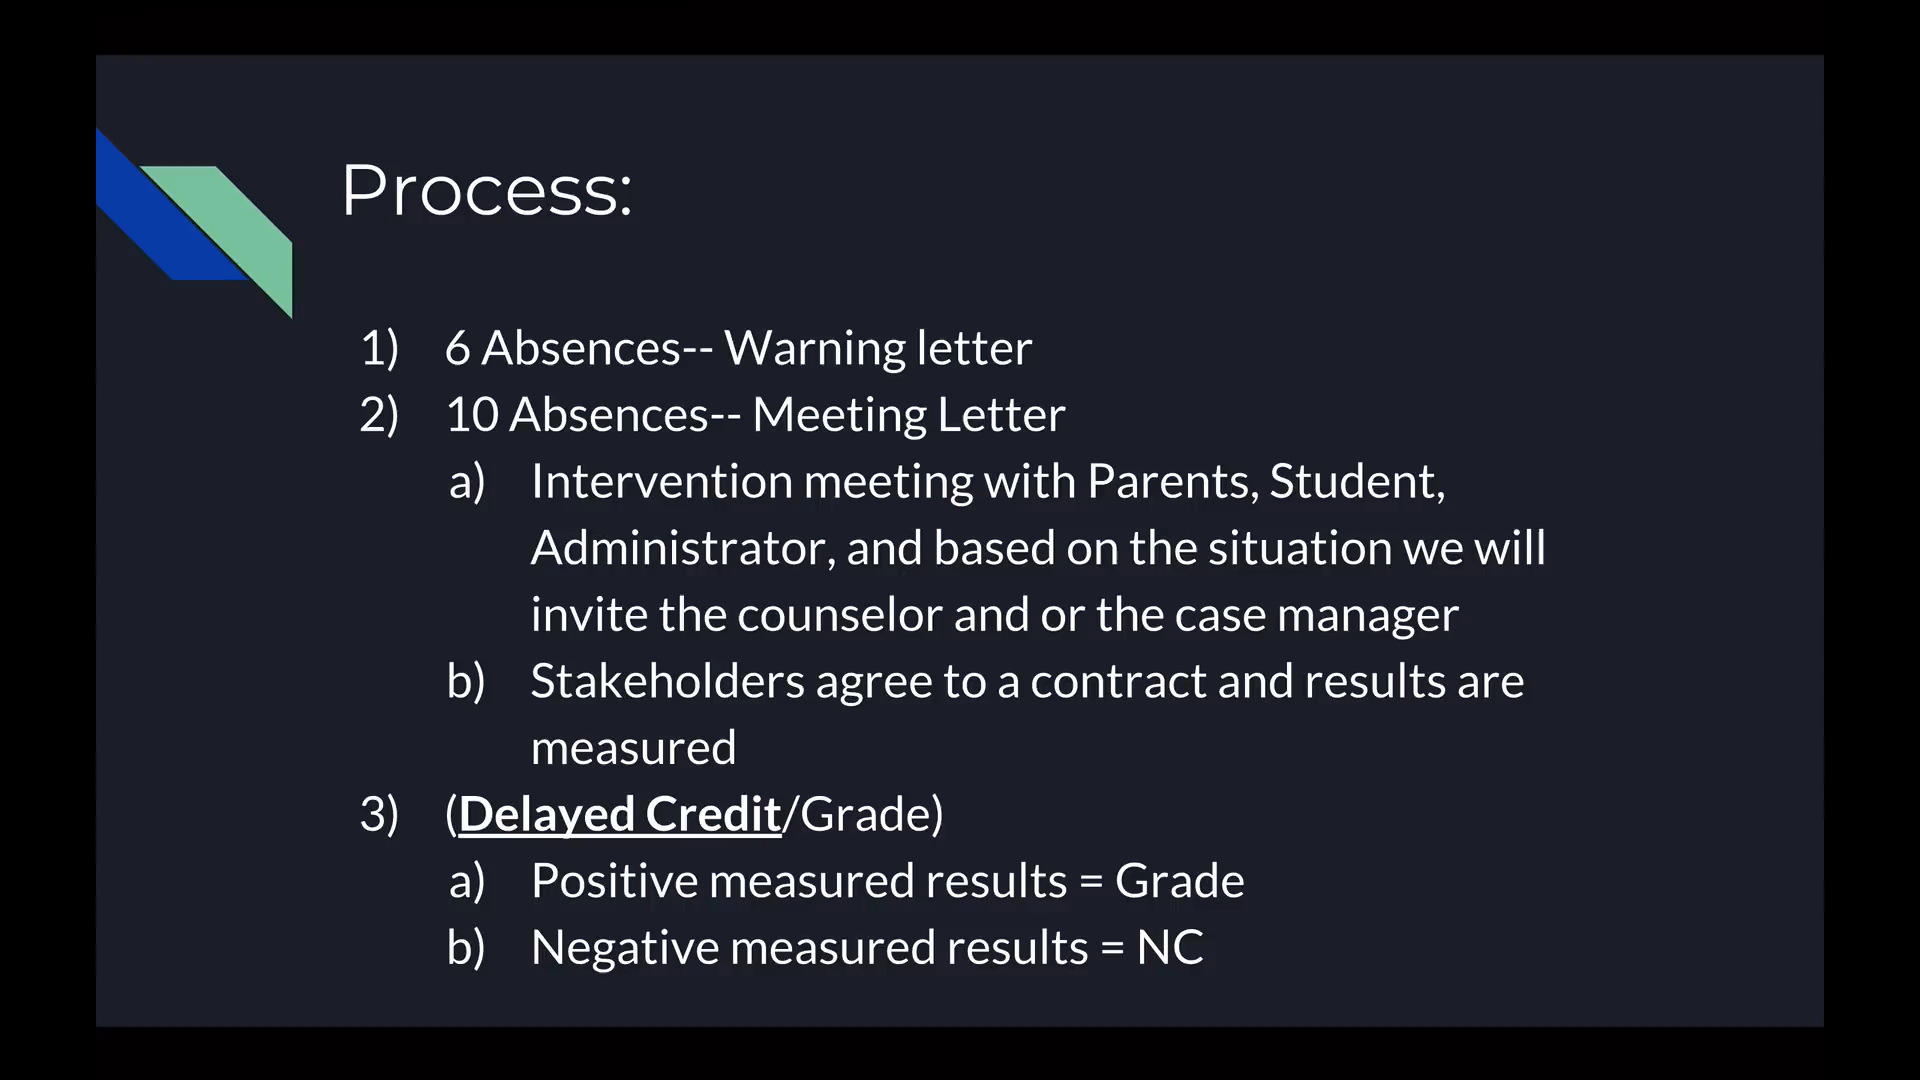 Process:
1) 6 Absences-- Warning letter
2) 10 Absences-- Meeting Letter
a) Intervention meeting with Parents, Student,
Administrator, and based on the situation we will
invite the counselor and or the case manager
b) Stakeholders agree to a contract and results are
measured
3) (Delayed Credit/Grade)
a) Positive measured results = Grade
b) Negative measured results = NC